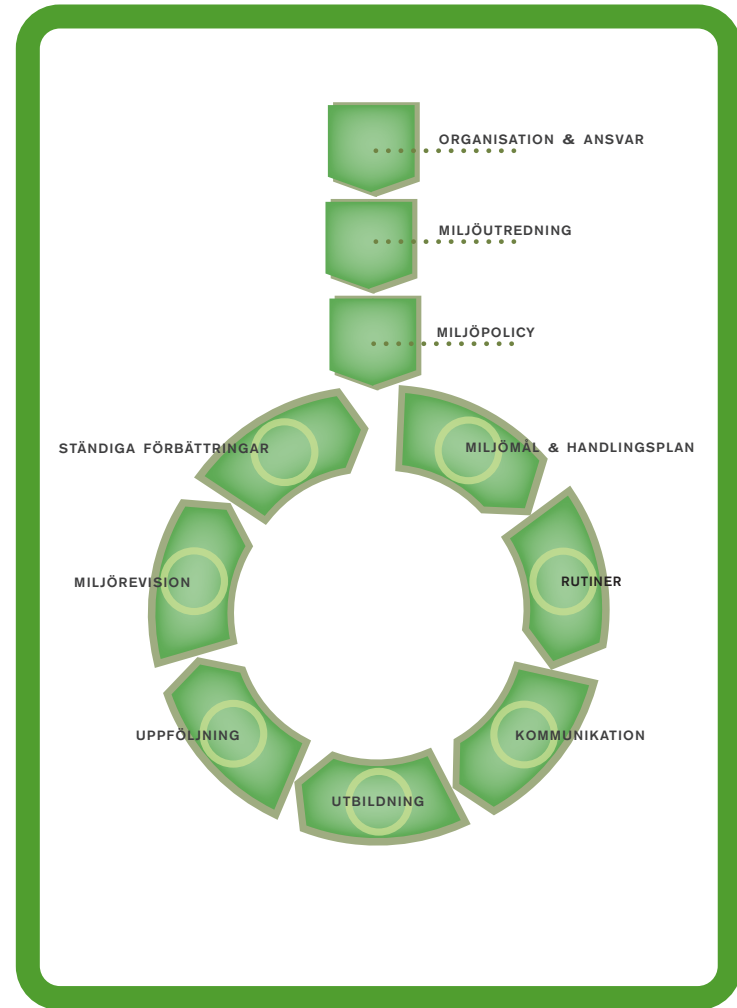 ORGANISATION & ANSVAR
MILJÖUTREDNING
MILJÖPOLICY
STÄNDIGA FÖRBÄTTRINGAR
MILJÖMÅL & HANDLINGSPLAN
MILJÖREVISION
RUTINER
UPPFÖLJNING
KOMMUNIKATION
UTBILDNING